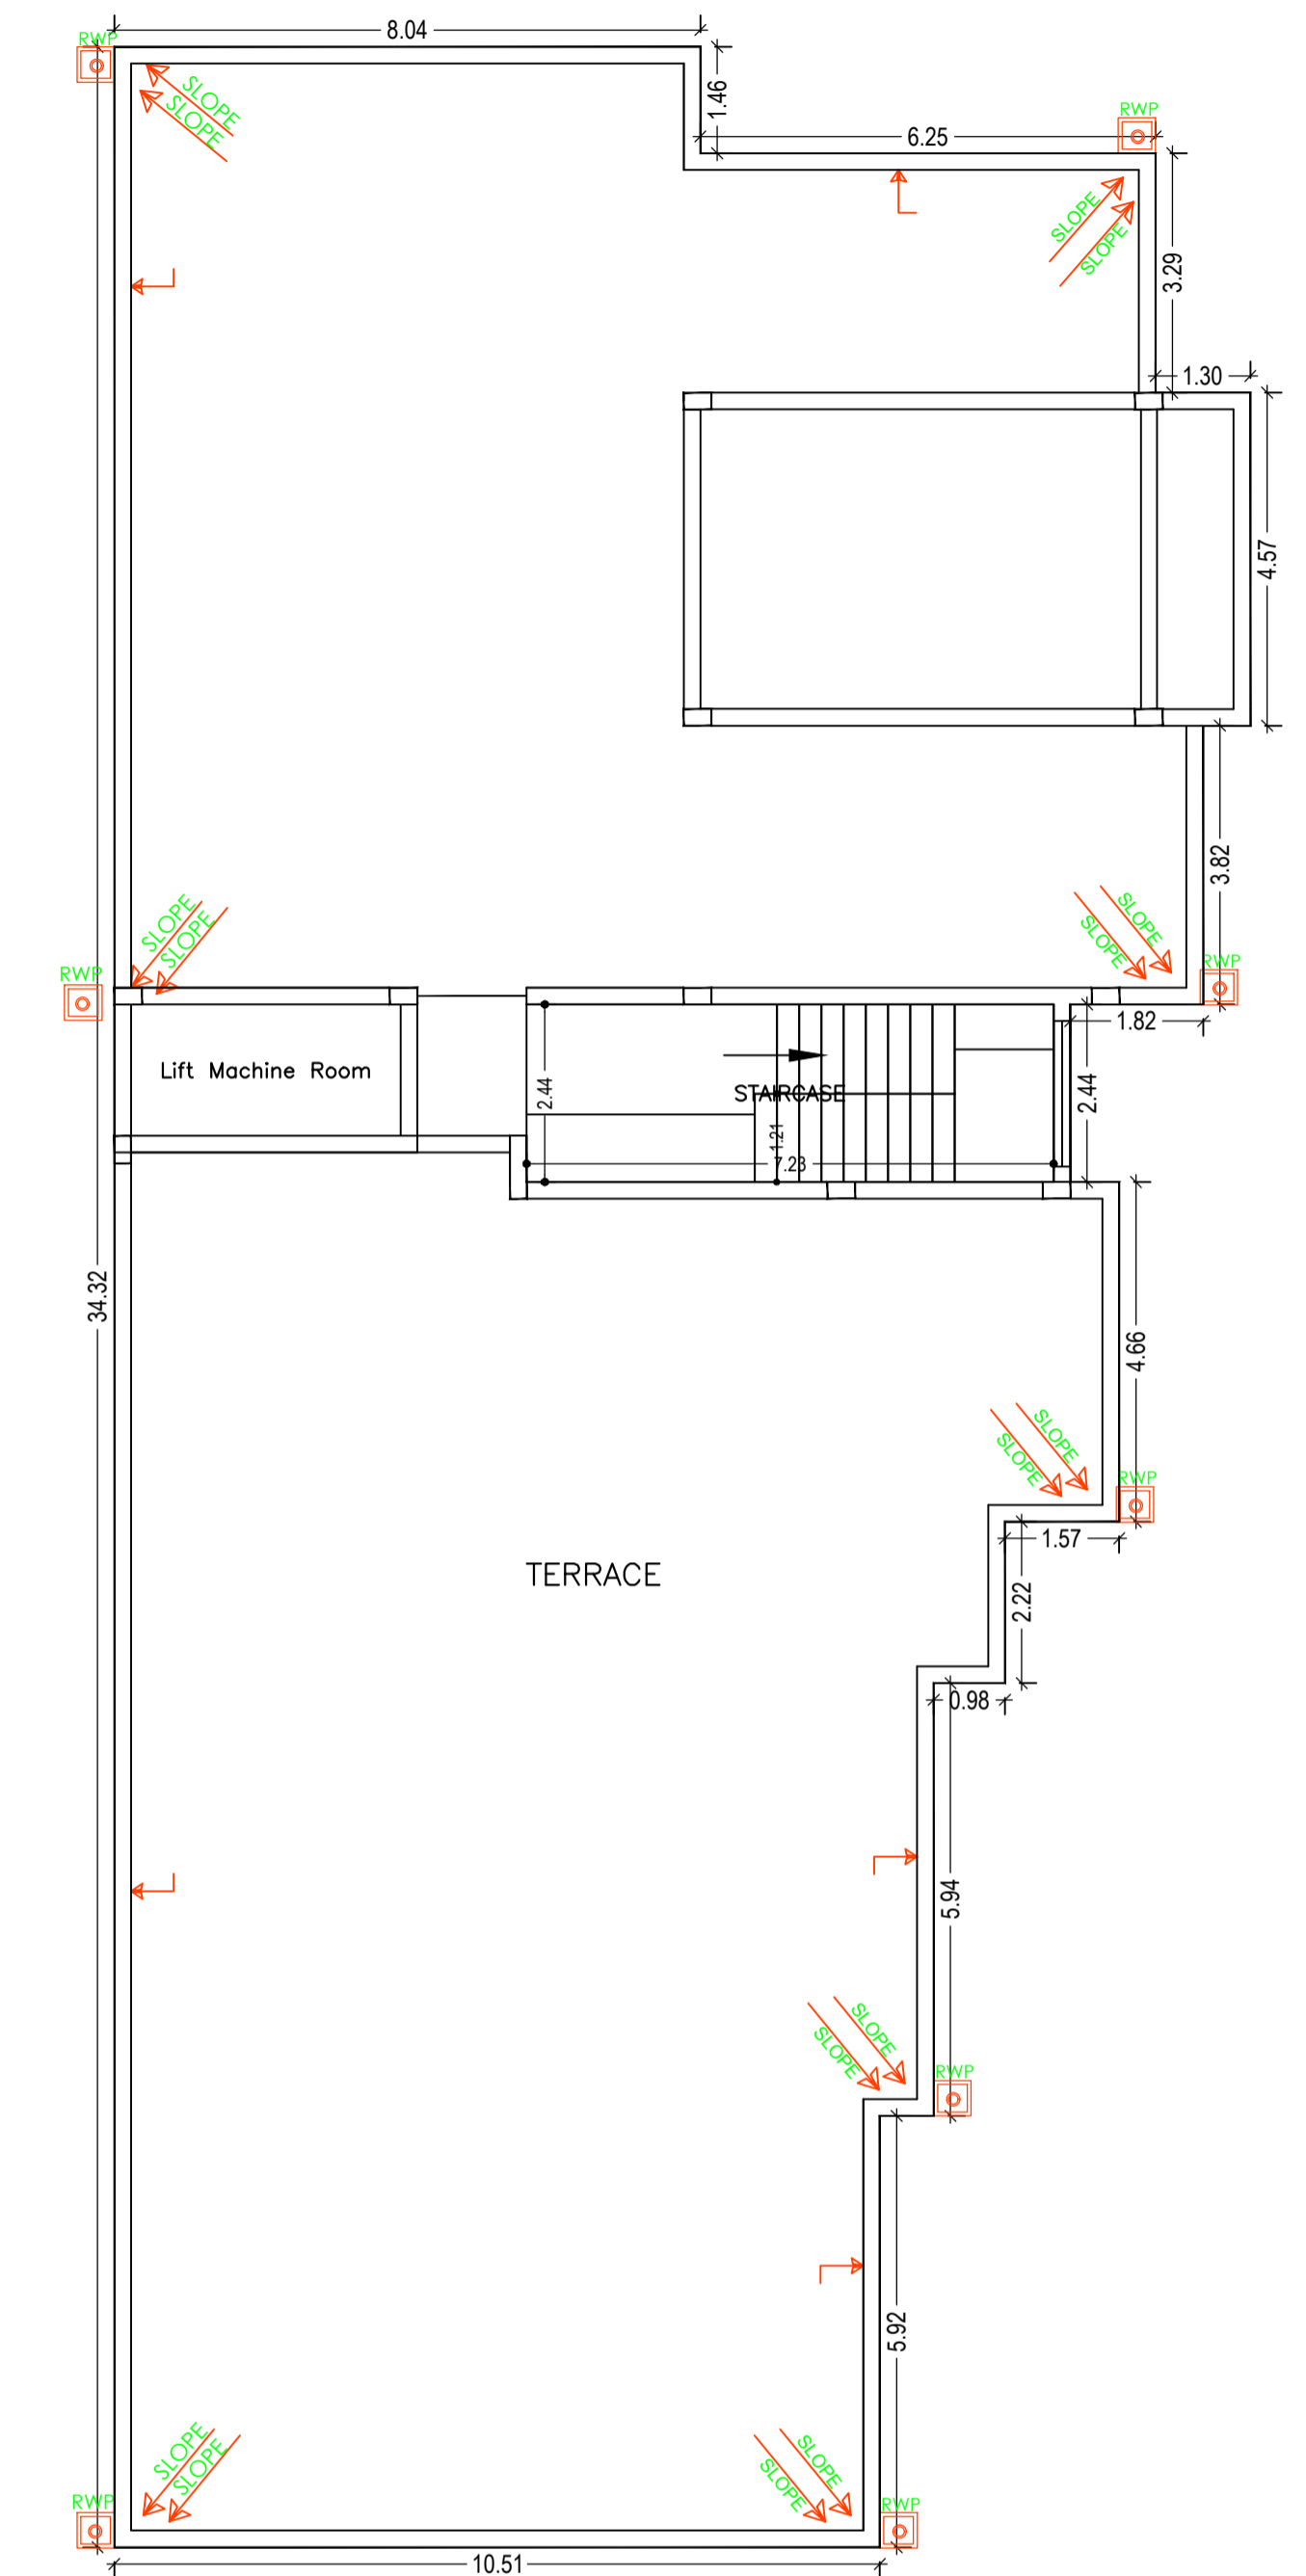 8.04
RWP
SLOPE
SLOPE
1.46
6.25
RWP
SLOPE
SLOPE
3.29
1.30
4.57
3.82
SLOPE
SLOPE
SLOPE
SLOPE
RWP
RWP
1.82
Lift Machine Room
2.44
STAIRCASE
2.44
1.21
7.23
34.32
4.66
SLOPE
SLOPE
RWP
1.57
TERRACE
2.22
0.98
5.94
SLOPE
SLOPE
RWP
5.92
SLOPE
SLOPE
SLOPE
SLOPE
RWP
RWP
10.51